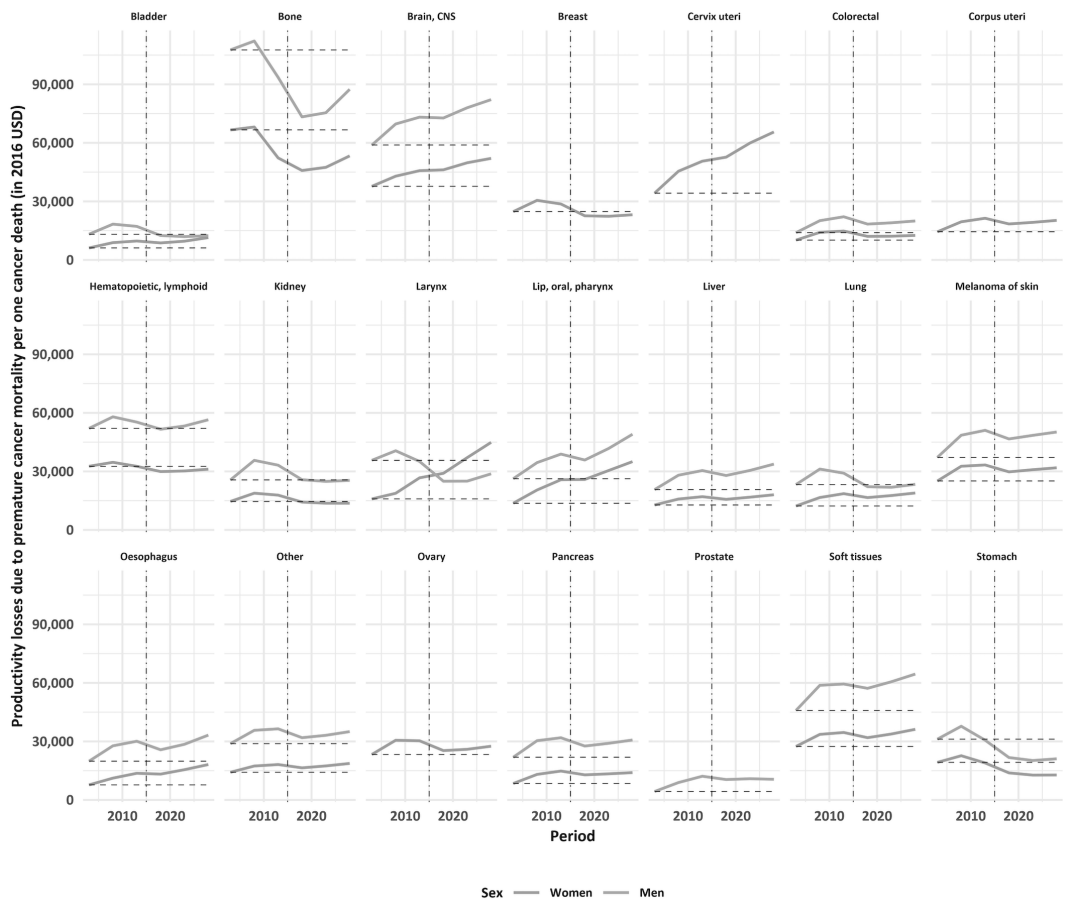 Productivity losses due to premature cancer mortality per one cancer death (in 2016 USD)
Bladder Bone Brain, CNS Breast Cervix uteri Colorectal Corpus uteri
90,000
60,000
30,000
0
Hematopoietic, lymphoid Kidney Larynx Lip, oral, pharynx Liver Lung Melanoma of skin
90,000
60,000
30,000
0
Oesophagus Other Ovary Pancreas Prostate Soft tissues Stomach
90,000
60,000
30,000
0
2010 2020 2010 2020 2010 2020 2010 2020 2010 2020 2010 2020 2010 2020
Period
Sex Women Men